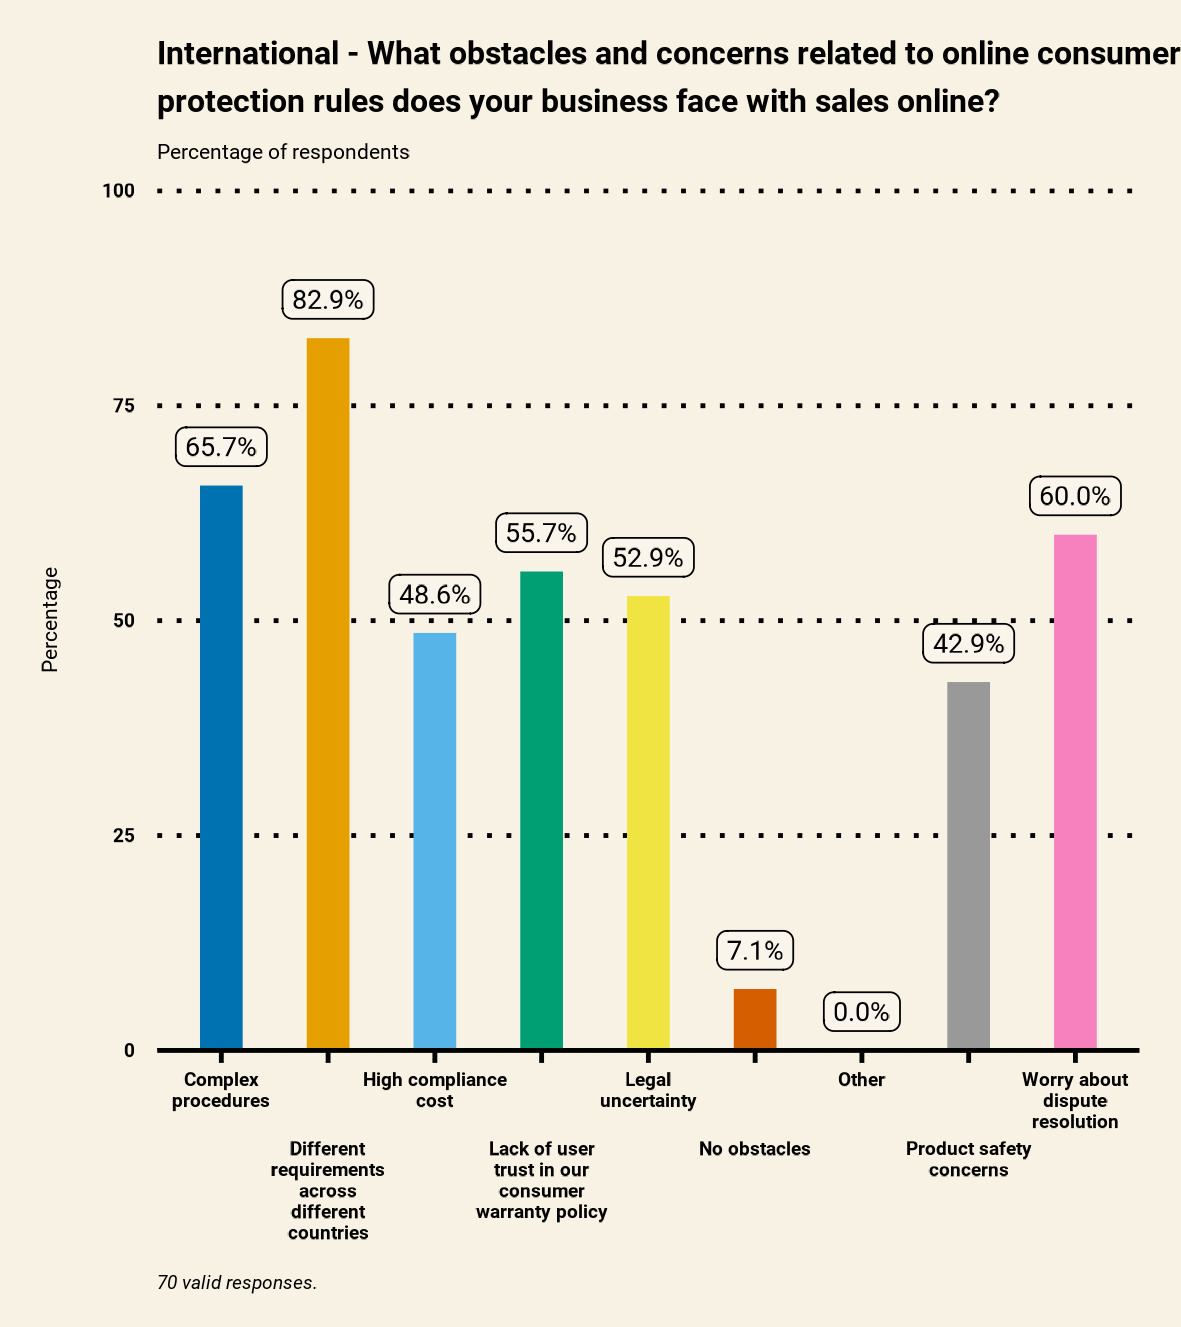 International - What obstacles and concerns related to online consumer
protection rules does your business face with sales online?
Percentage of respondents
100
75
50
25
0
Percentage
65.7%
82.9%
48.6%
55.7%
52.9%
7.1%
0.0%
42.9%
60.0%
Complex
procedures
Different
requirements
across
different
countries
High compliance
cost
Lack of user
trust in our
consumer
warranty policy
Legal
uncertainty
No obstacles
Other
Product safety
concerns
Worry about
dispute
resolution
70 valid responses.